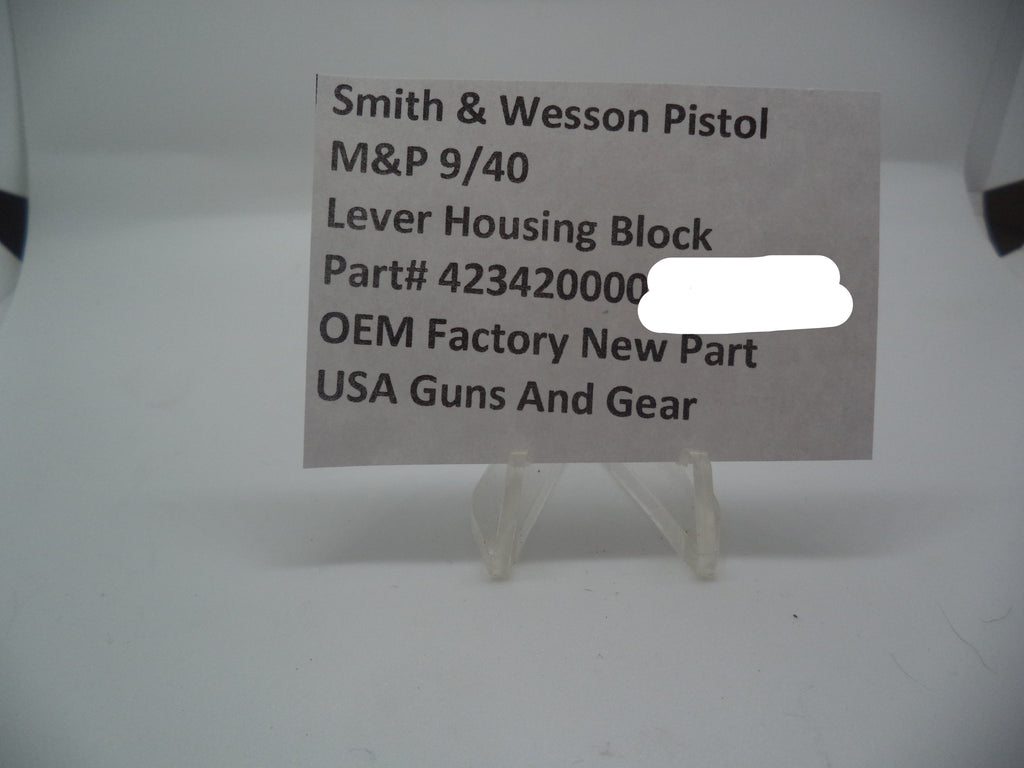 Smith & Wesson Pistol
M&P 9/40
Lever Housing Block
Part# 423420000
OEM Factory New Part
USA Guns And Gear